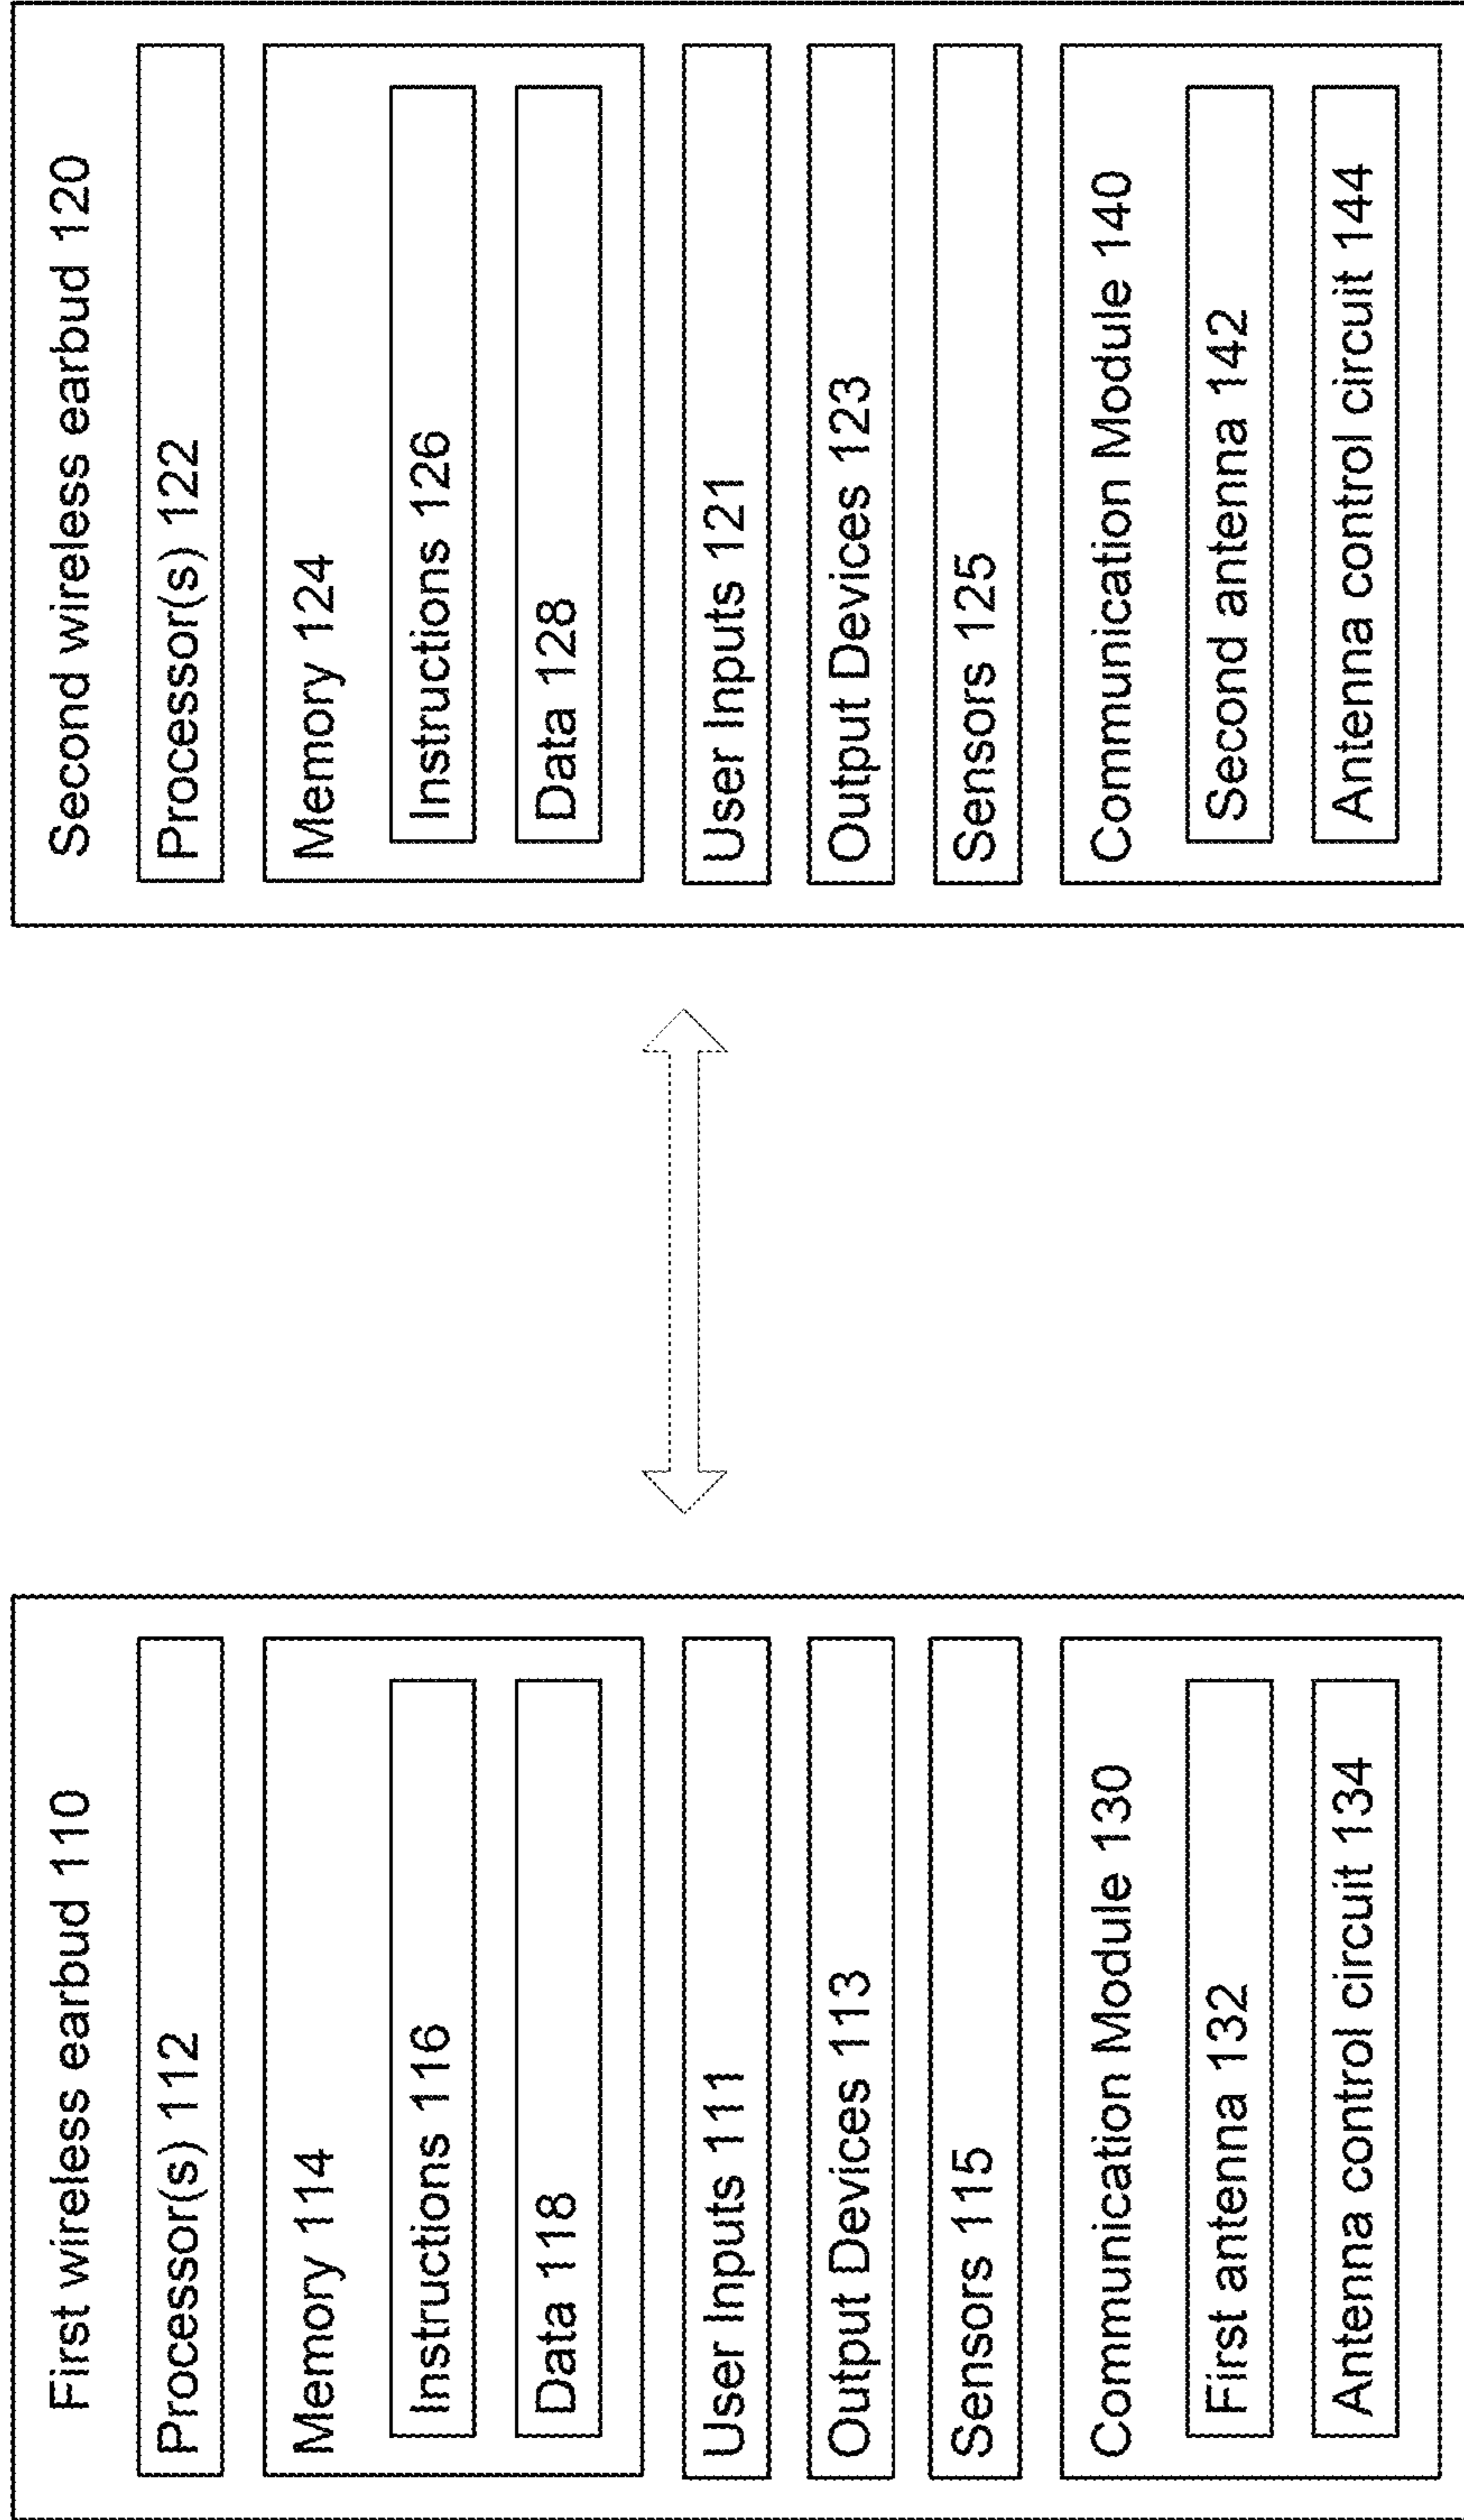 First wireless earbud 110
Processor(s) 112
Memory 114
Instructions 116
Data 118
User Inputs 111
Output Devices 113
Sensors 115
Communication Module 130
First antenna 132
Antenna control circuit 134
Second wireless earbud 120
Processor(s) 122
Memory 124
Instructions 126
Data 128
User Inputs 121
Output Devices 123
Sensors 125
Communication Module 140
Second antenna 142
Antenna control circuit 144